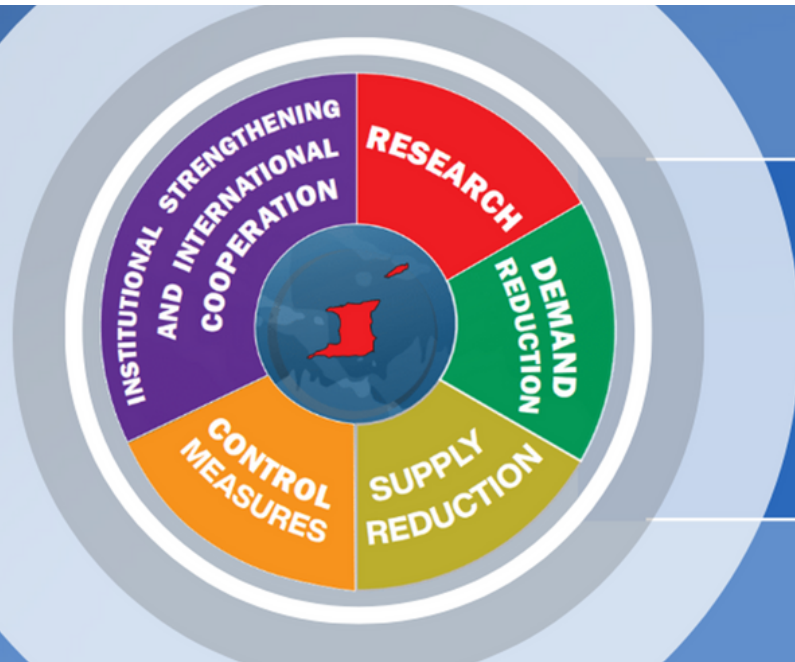 INSTITUTIONAL STRENGTHENING
AND INTERNATIONAL
COOPERATION
RESEARCH
DEMAND
REDUCTION
SUPPLY
REDUCTION
CONTROL
MEASURES